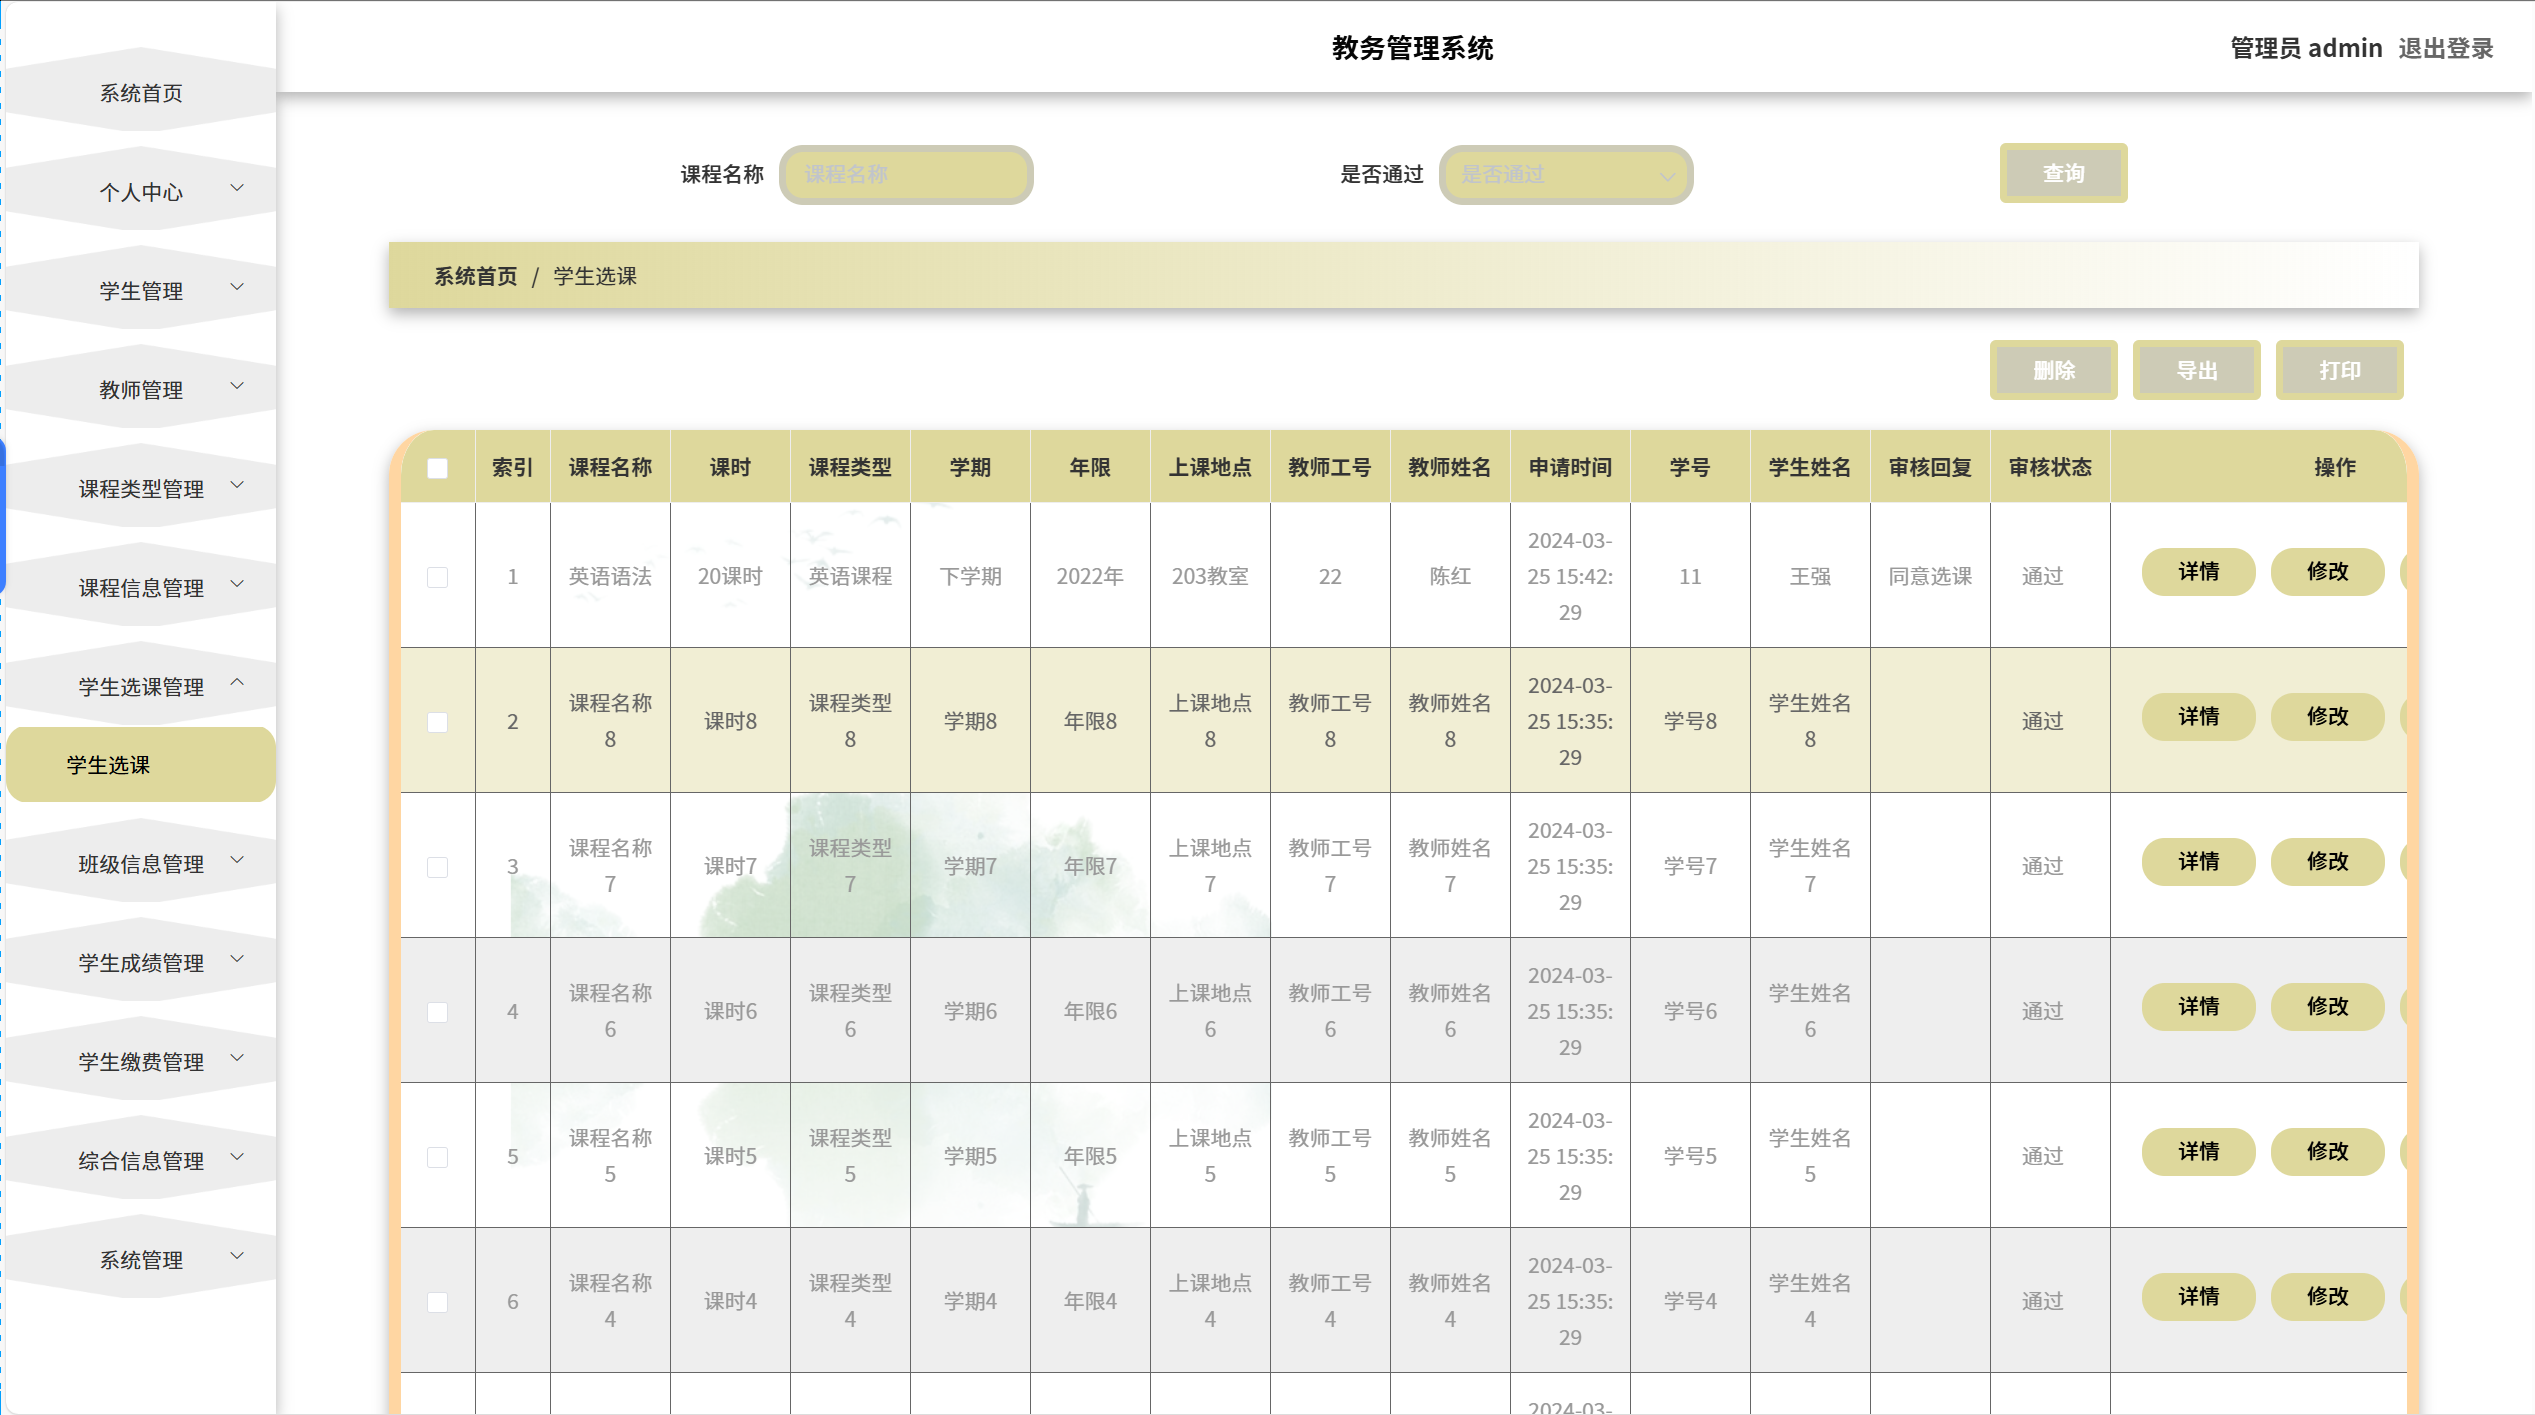 教务管理系统
管理员 admin 退出登录
系统首页
个人中心
学生管理
教师管理
课程类型管理
课程信息管理
学生选课管理
学生选课
班级信息管理
学生成绩管理
学生缴费管理
综合信息管理
系统管理
课程名称 课程名称 是否通过 是否通过 查询
系统首页 / 学生选课
删除 导出 打印
索引 课程名称 课时 课程类型 学期 年限 上课地点 教师工号 教师姓名 申请时间 学号 学生姓名 审核回复 审核状态 操作
1 英语语法 20课时 英语课程 下学期 2022年 203教室 22 陈红 2024-03-25 15:42:29 11 王强 同意选课 通过 详情 修改
2 课程名称8 课时8 课程类型8 学期8 年限8 上课地点8 教师工号8 教师姓名8 2024-03-25 15:35:29 学号8 学生姓名8 通过 详情 修改
3 课程名称7 课时7 课程类型7 学期7 年限7 上课地点7 教师工号7 教师姓名7 2024-03-25 15:35:29 学号7 学生姓名7 通过 详情 修改
4 课程名称6 课时6 课程类型6 学期6 年限6 上课地点6 教师工号6 教师姓名6 2024-03-25 15:35:29 学号6 学生姓名6 通过 详情 修改
5 课程名称5 课时5 课程类型5 学期5 年限5 上课地点5 教师工号5 教师姓名5 2024-03-25 15:35:29 学号5 学生姓名5 通过 详情 修改
6 课程名称4 课时4 课程类型4 学期4 年限4 上课地点4 教师工号4 教师姓名4 2024-03-25 15:35:29 学号4 学生姓名4 通过 详情 修改
2024-03-